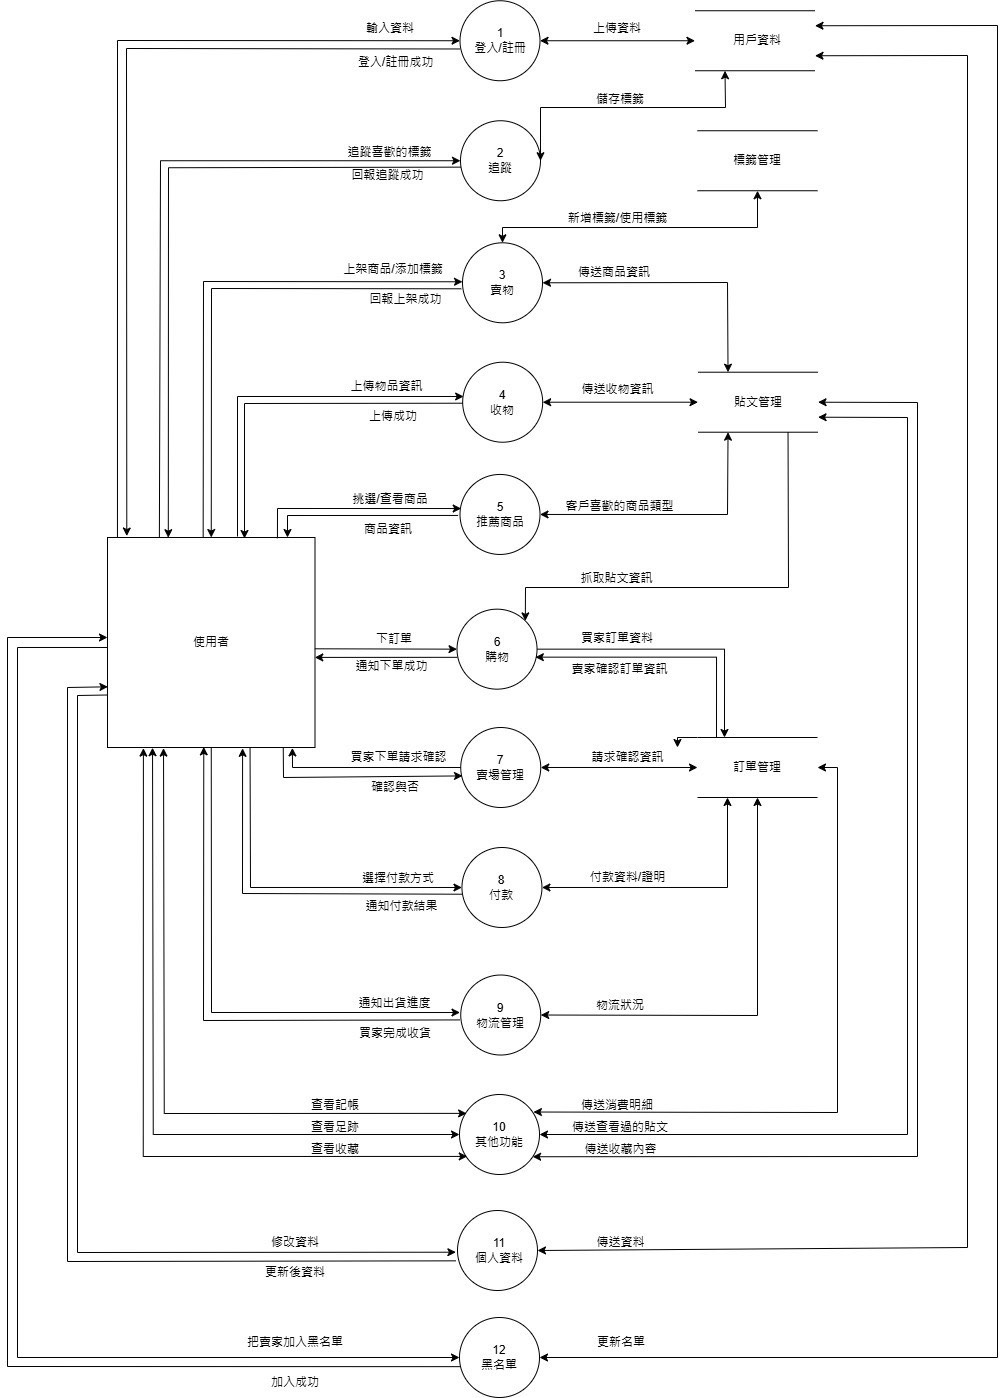 輸入資料
登入/註冊成功
1
登入/註冊
上傳資料
用戶資料
儲存標籤
追蹤喜歡的標籤
回報追蹤成功
2
追蹤
標籤管理
新增標籤/使用標籤
上架商品/添加標籤
回報上架成功
3
賣物
傳送商品資訊
上傳物品資訊
上傳成功
4
收物
傳送收物資訊
貼文管理
挑選/查看商品
商品資訊
5
推薦商品
客戶喜歡的商品類型
抓取貼文資訊
使用者
下訂單
通知下單成功
6
購物
買家訂單資料
賣家確認訂單資訊
買家下單請求確認
確認與否
7
賣場管理
請求確認資訊
訂單管理
選擇付款方式
通知付款結果
8
付款
付款資料/證明
通知出貨進度
買家完成收貨
9
物流管理
物流狀況
查看記帳
查看足跡
查看收藏
10
其他功能
傳送消費明細
傳送查看過的貼文
傳送收藏內容
修改資料
更新後資料
11
個人資料
傳送資料
把賣家加入黑名單
加入成功
12
黑名單
更新名單